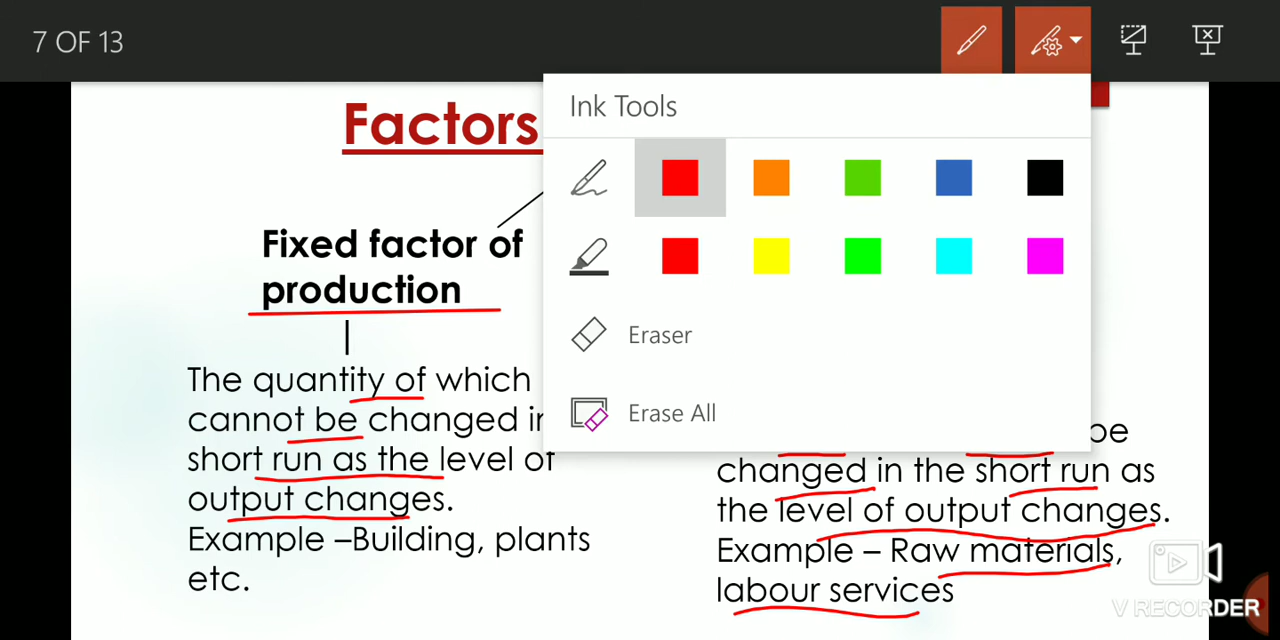 7 OF 13
Ink Tools
Eraser
Erase All
Factors
Fixed factor of
production
The quantity of which
cannot be changed in
short run as the level of
output changes.
Example –Building, plants
etc.
be
changed in the short run as
the level of output changes.
Example – Raw materials,
labour services
V RECORDER